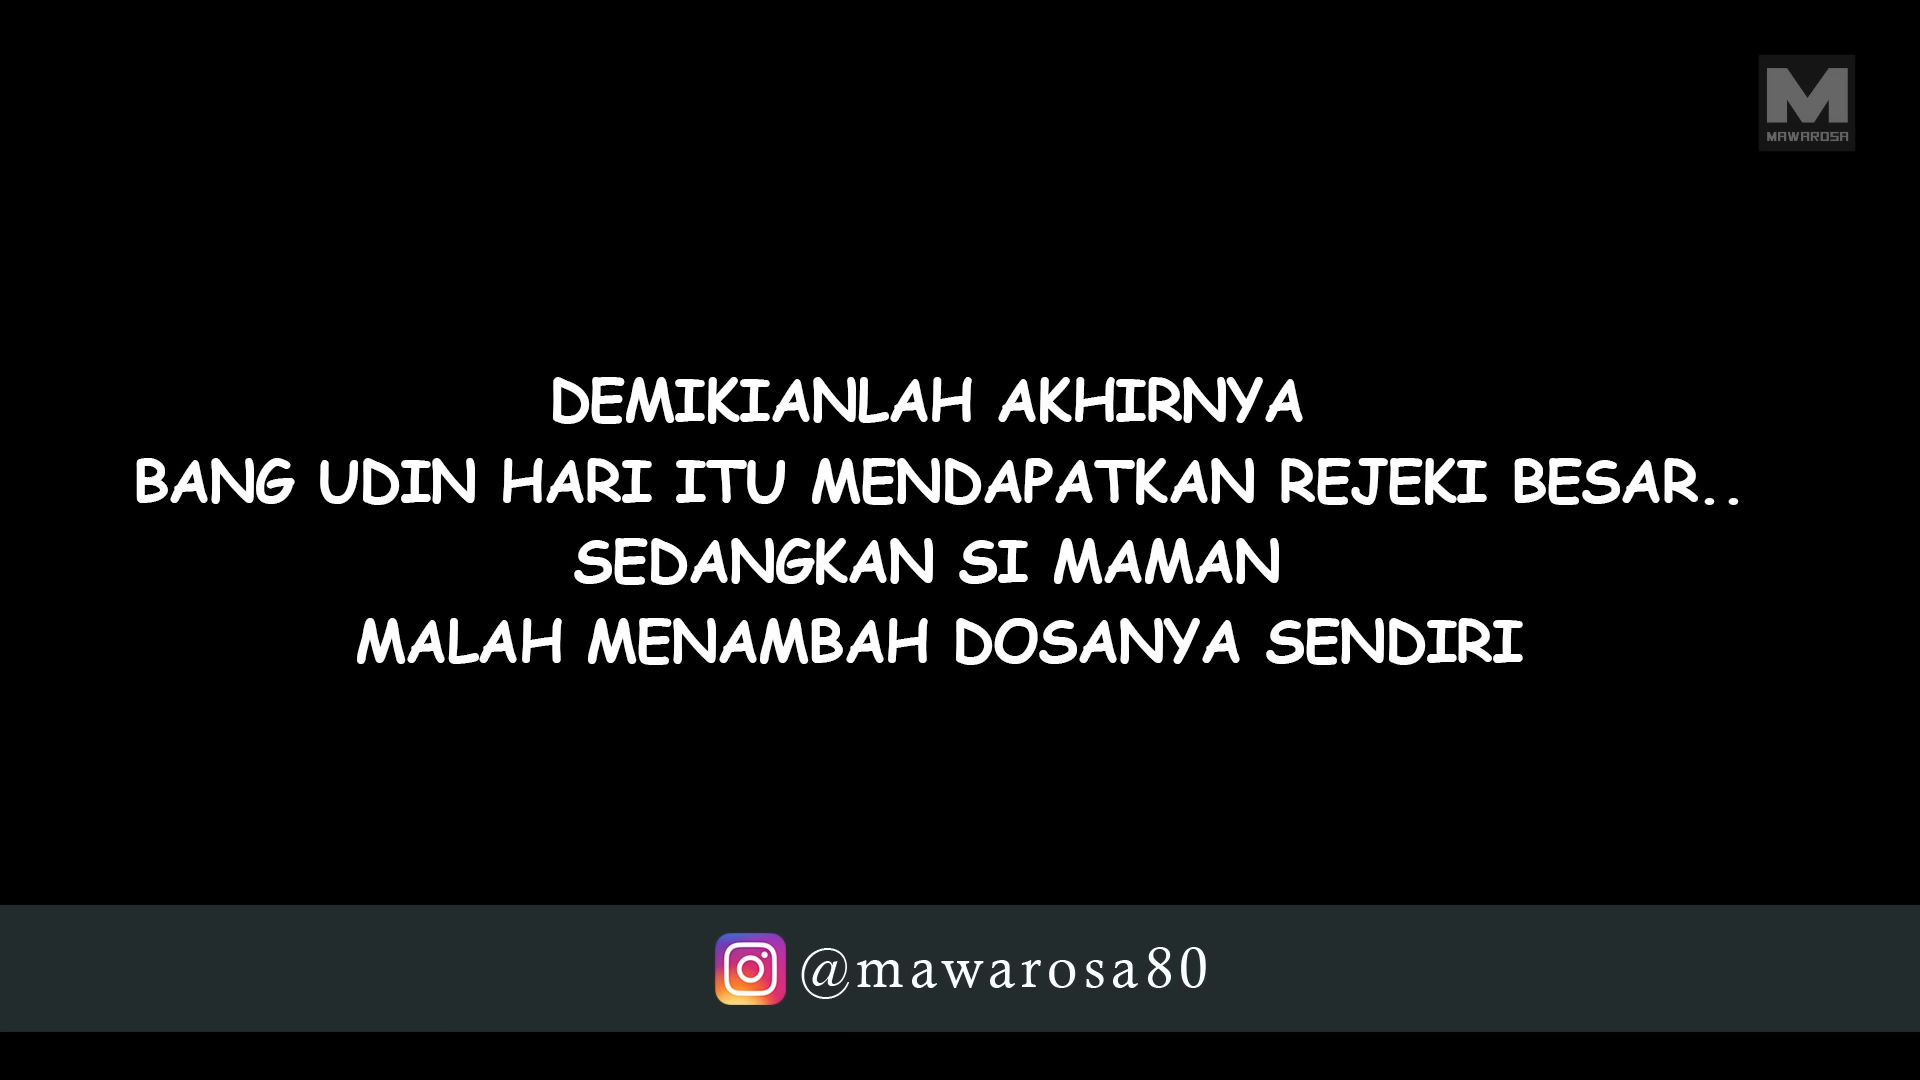 MAWAROSA
DEMIKIANLAH AKHIRNYA
BANG UDIN HARI ITU MENDAPATKAN REJEKI BESAR..
SEDANGKAN SI MAMAN
MALAH MENAMBAH DOSANYA SENDIRI
@mawarosa80